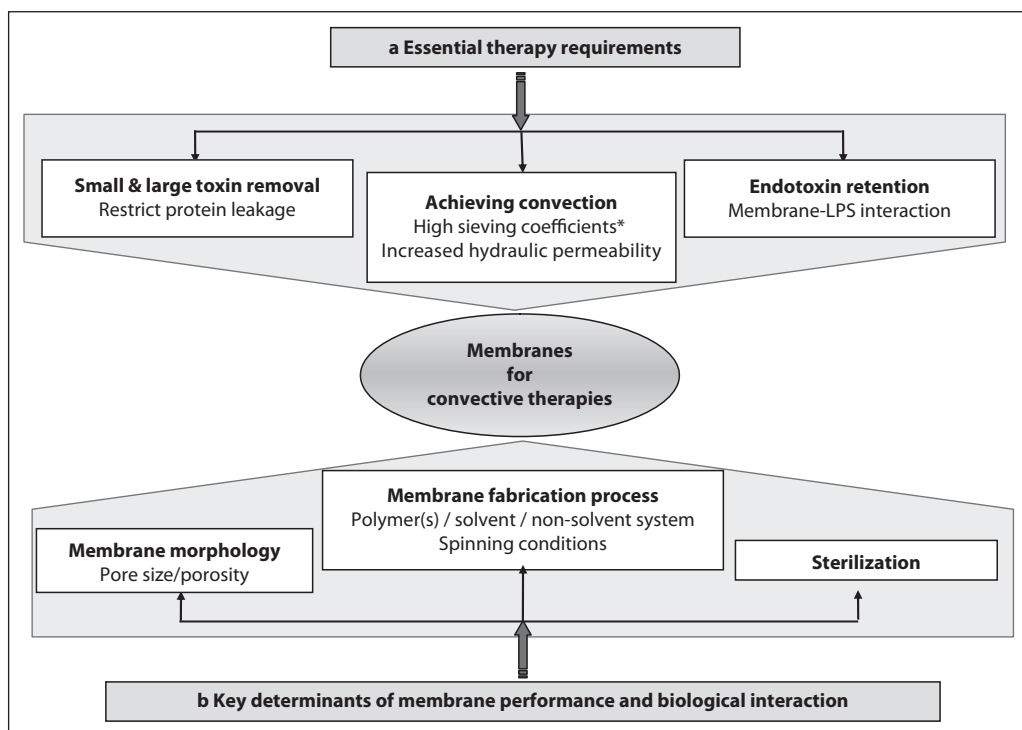 a Essential therapy requirements
Small & large toxin removal
Restrict protein leakage
Achieving convection
High sieving coefficients*
Increased hydraulic permeability
Endotoxin retention
Membrane-LPS interaction
Membranes
for
convective therapies
Membrane fabrication process
Polymer(s) / solvent / non-solvent system
Spinning conditions
Membrane morphology
Pore size/porosity
Sterilization
b Key determinants of membrane performance and biological interaction